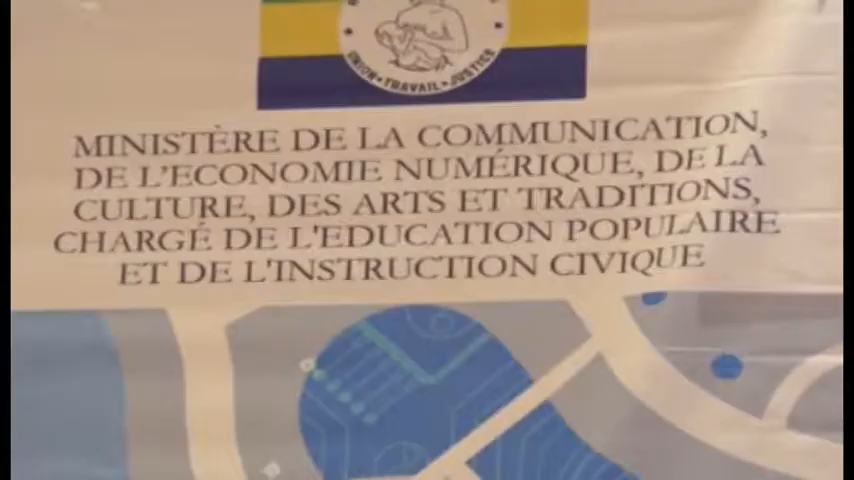 UNION • TRAVAIL • JUSTICE
MINISTÈRE DE LA COMMUNICATION,
DE L'ECONOMIE NUMÉRIQUE, DE LA
CULTURE, DES ARTS ET TRADITIONS,
CHARGÉ DE L'EDUCATION POPULAIRE
ET DE L'INSTRUCTION CIVIQUE